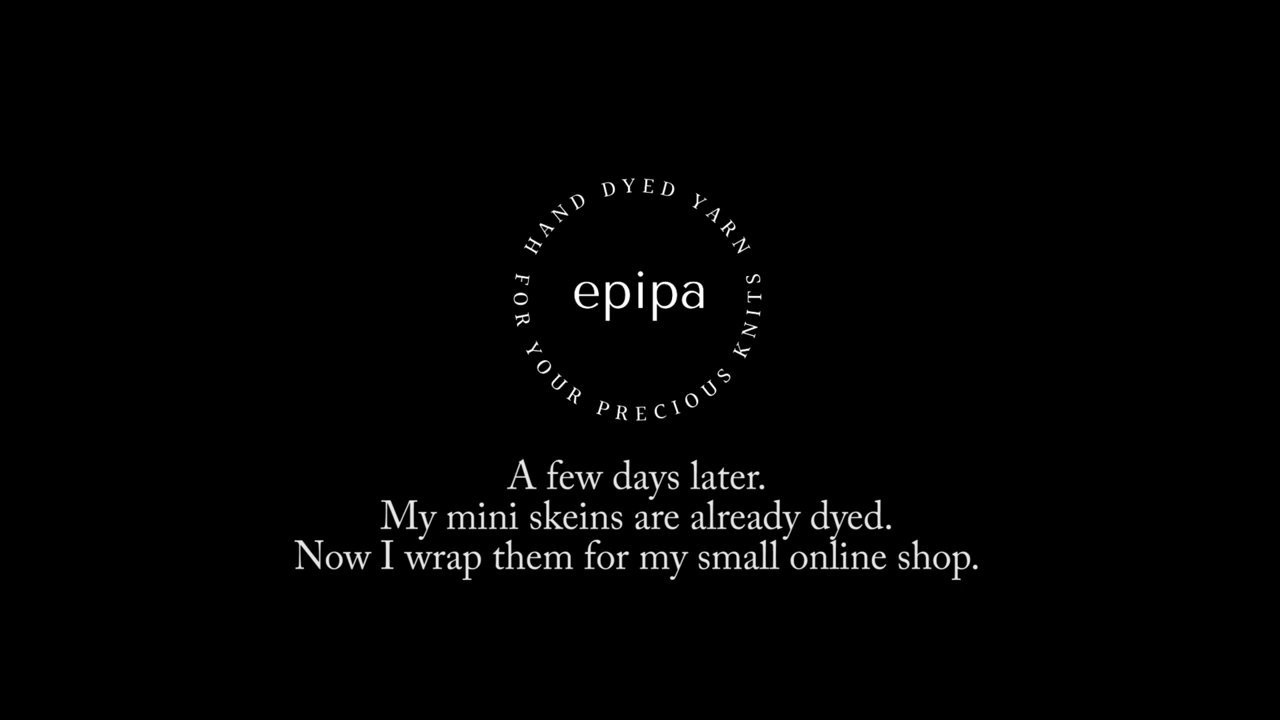 HAND DYED YARN
FOR YOUR PRECIOUS KNITS
epipa
A few days later.
My mini skeins are already dyed.
Now I wrap them for my small online shop.